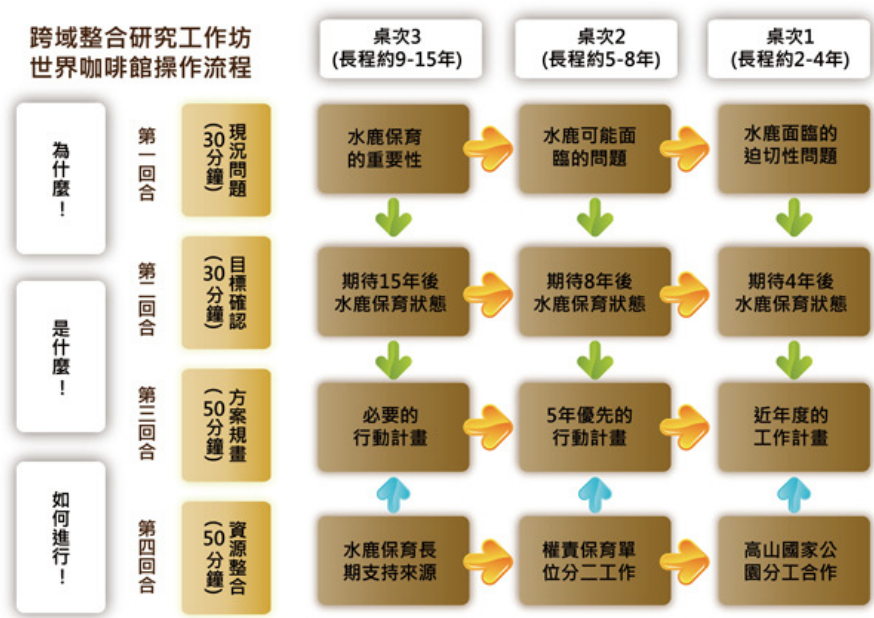 跨域整合研究工作坊
世界咖啡館操作流程
桌次3
(長程約9-15年)
桌次2
(長程約5-8年)
桌次1
(長程約2-4年)
為什麼！
第一回合
現況問題
(30分鐘)
水鹿保育
的重要性
水鹿可能面
臨的問題
水鹿面臨的
迫切性問題
是什麼！
第二回合
目標確認
(30分鐘)
期待15年後
水鹿保育狀態
期待8年後
水鹿保育狀態
期待4年後
水鹿保育狀態
第三回合
方案規畫
(50分鐘)
必要的
行動計畫
5年優先的
行動計畫
近年度的
工作計畫
如何進行！
第四回合
資源整合
(50分鐘)
水鹿保育長
期支持來源
權責保育單
位分二工作
高山國家公
園分工合作